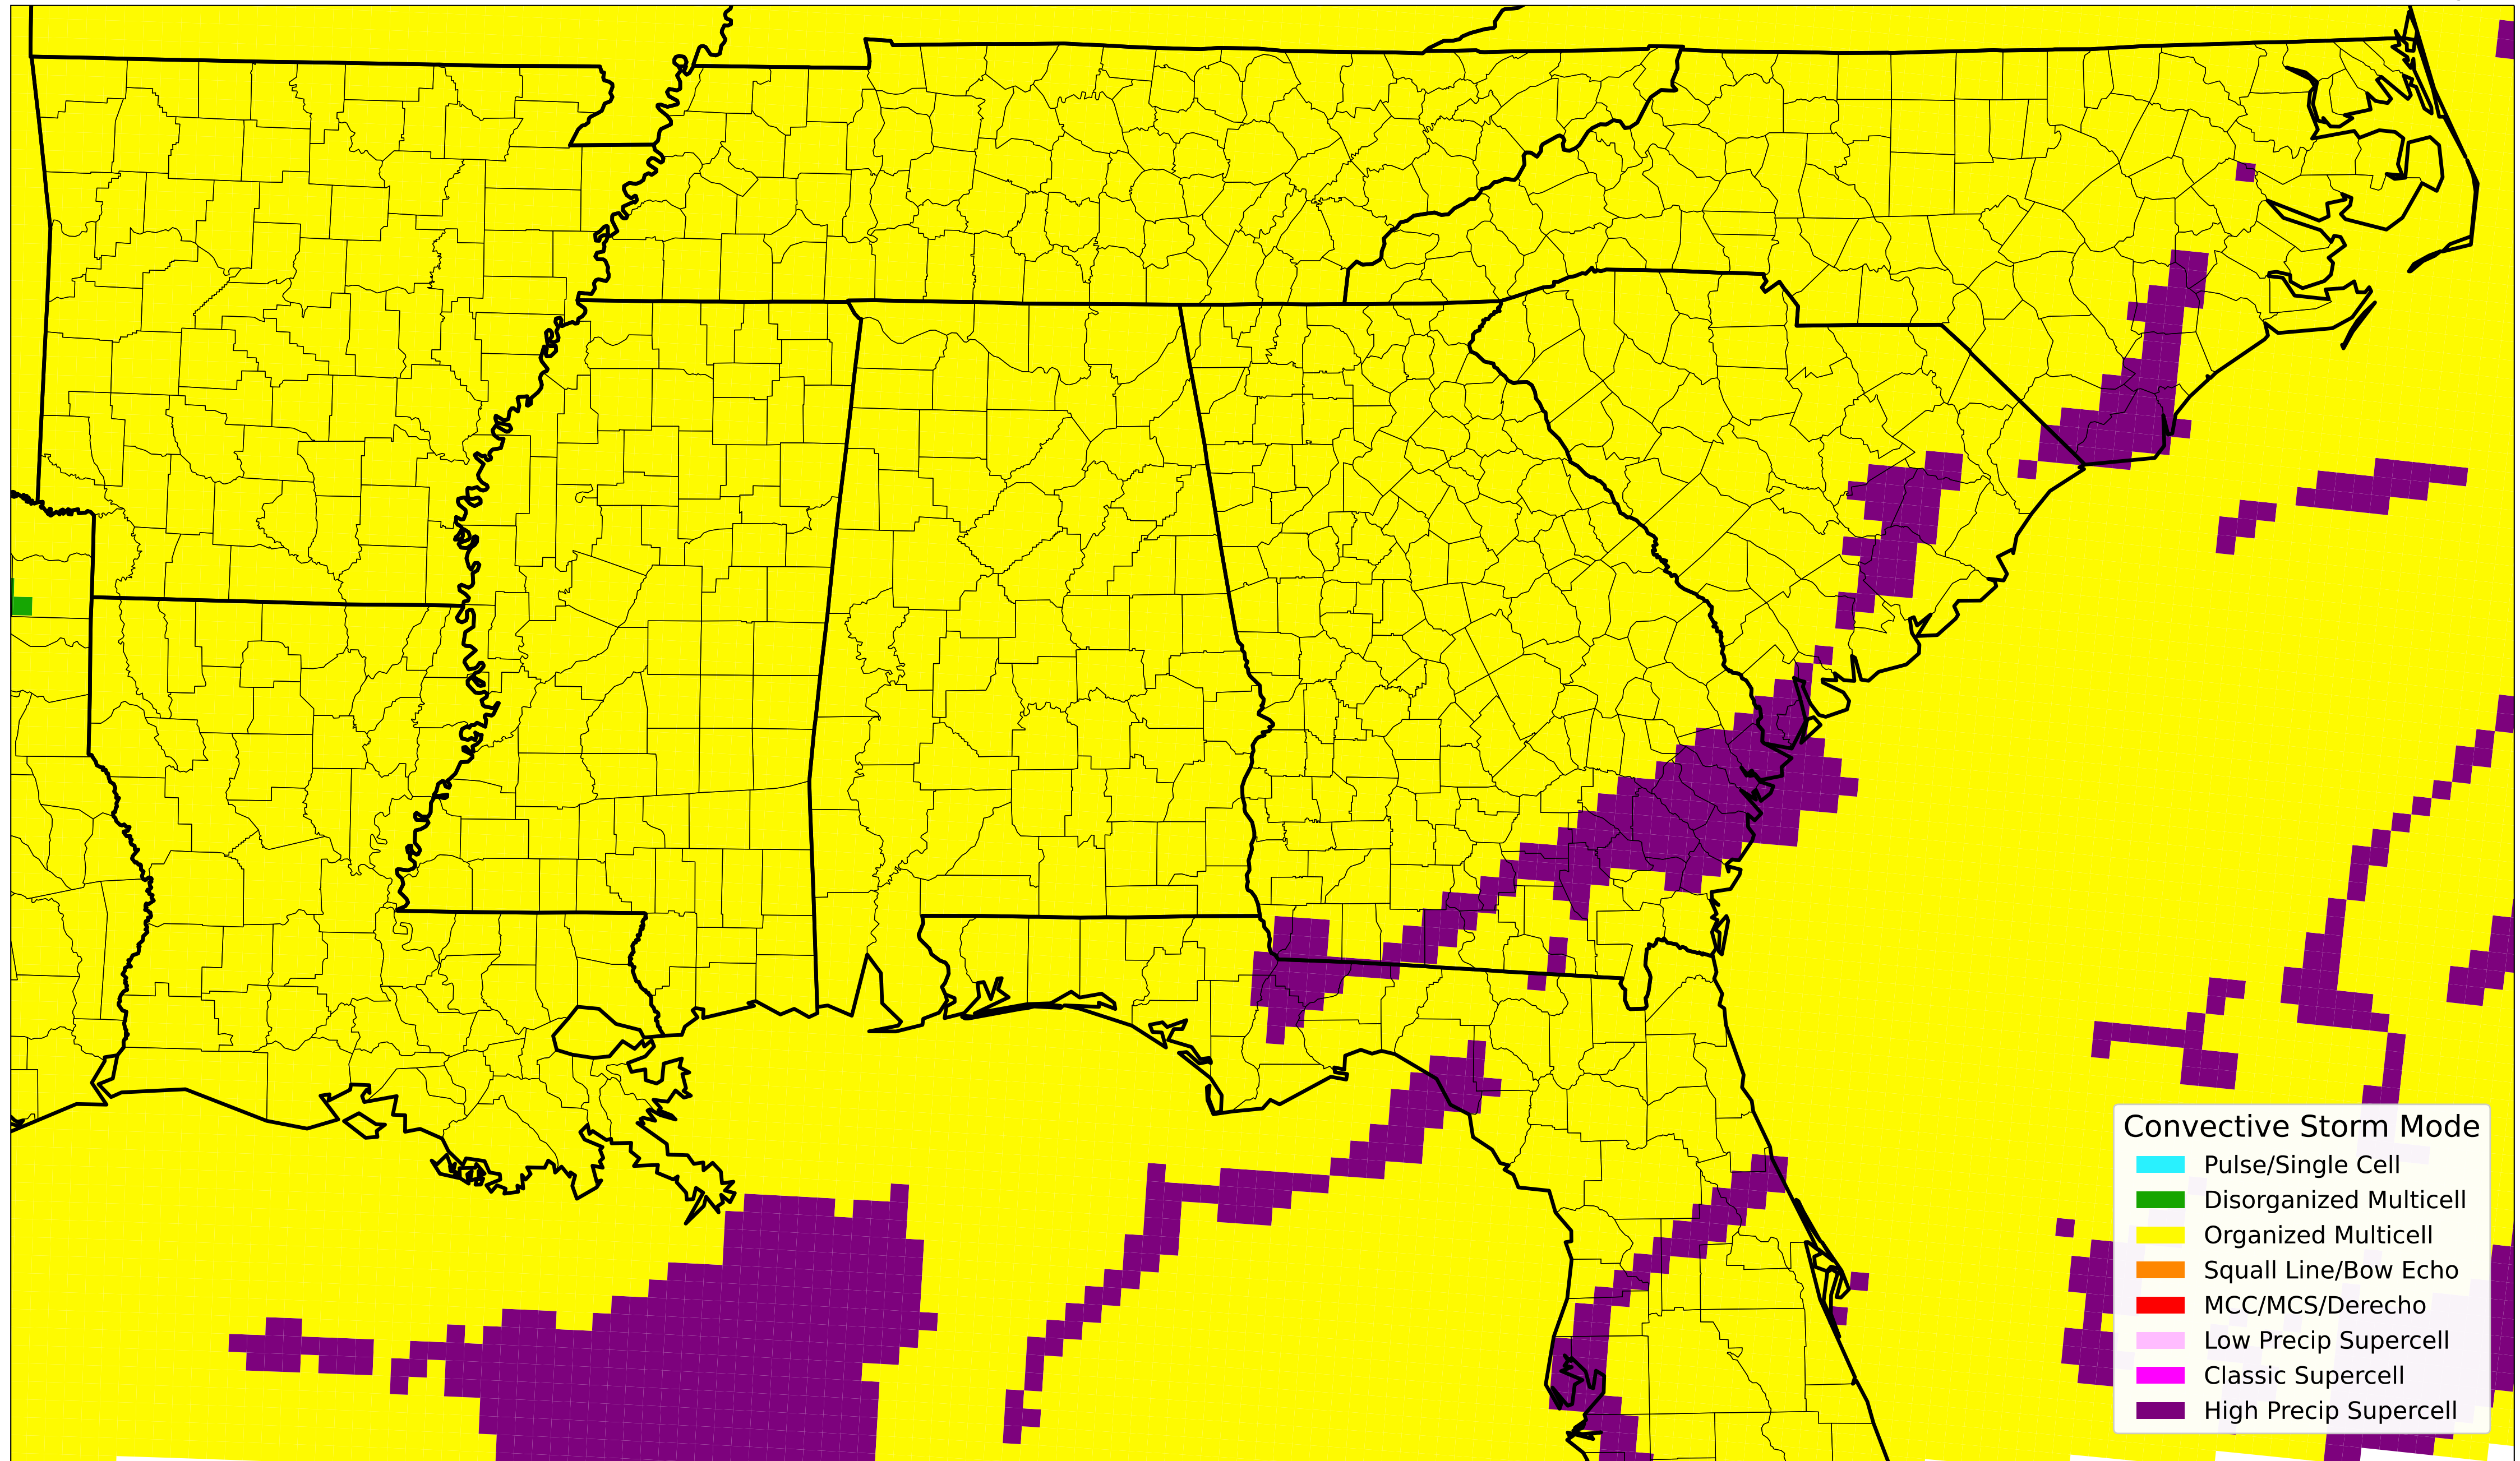 Convective Storm Mode
Pulse/Single Cell
Disorganized Multicell
Organized Multicell
Squall Line/Bow Echo
MCC/MCS/Derecho
Low Precip Supercell
Classic Supercell
High Precip Supercell